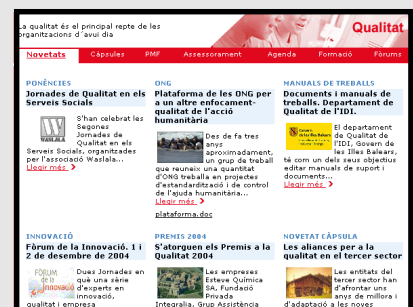 La qualitat és el principal repte de les
organitzacions d´avui dia
Qualitat
Novetats Càpsules PMF Assessorament Agenda Formació Fòrums
PONÈNCIES
Jornades de Qualitat en els
Serveis Socials
WASLALA
S'han celebrat les
Segones
Jornades de
Qualitat en els
Serveis Socials, organitzades
per l'associació Waslala...
Llegir més
ONG
Plataforma de les ONG per
a un altre enfocament-
qualitat de l'acció
humanitària
Des de fa tres
anys
aproximadament,
un grup de treball
que reuneix una quantitat
d'ONG treballa en projectes
d'estandardització i de control
de l'ajuda humanitària...
Llegir més
plataforma.doc
MANUALS DE TREBALLS
Documents i manuals de
treballs. Departament de
Qualitat de l'IDI.
El departament
de Qualitat de
l'IDI, Govern de
les Illes Balears,
té com un dels seus objectius
editar manuals de suport i
documents...
Llegir més
INNOVACIÓ
Fòrum de la Innovació. 1 i
2 de desembre de 2004
FÒRUM
de la
innovació
Dues Jornades en
què una sèrie
d'experts en
innovació,
qualitat i empresa
PREMIS 2004
S'atorguen els Premis a la
Qualitat 2004
Les empreses
Esteve Química
SA, Fundació
Privada
Integralia, Grup Assistència
NOVETAT CÀPSULA
Les aliances per a la
qualitat en el tercer sector
Les entitats del
tercer sector han
d'afrontar uns
anys de millora i
d'adaptació a les noves